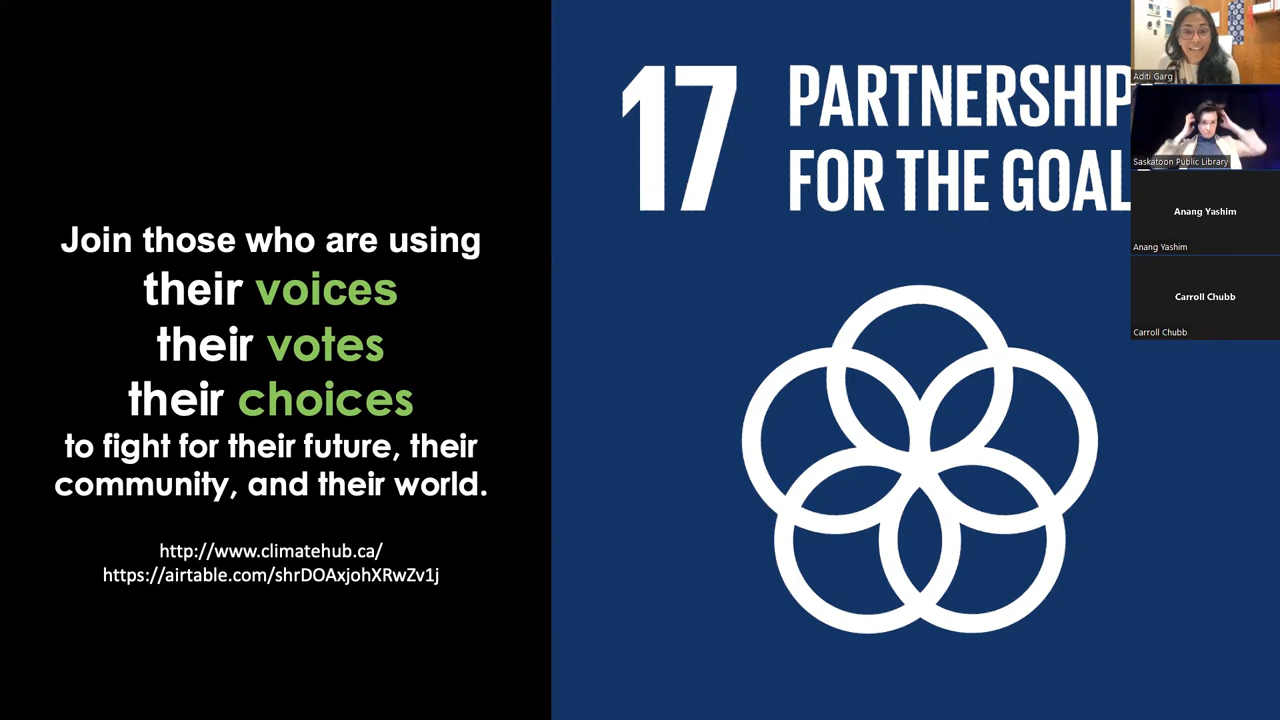 Join those who are using
their voices
their votes
their choices
to fight for their future, their
community, and their world.
http://www.climatehub.ca/
https://airtable.com/shrDOAxjohXRwZv1j
17 PARTNERSHIP
FOR THE GOAL
Aditi Garg
Saskatoon Public Library
Anang Yashim
Anang Yashim
Carroll Chubb
Carroll Chubb